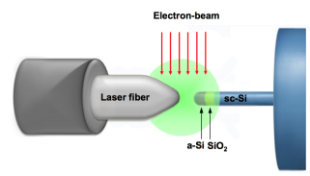 Electron-beam
Laser fiber
sc-Si
a-Si SiO₂